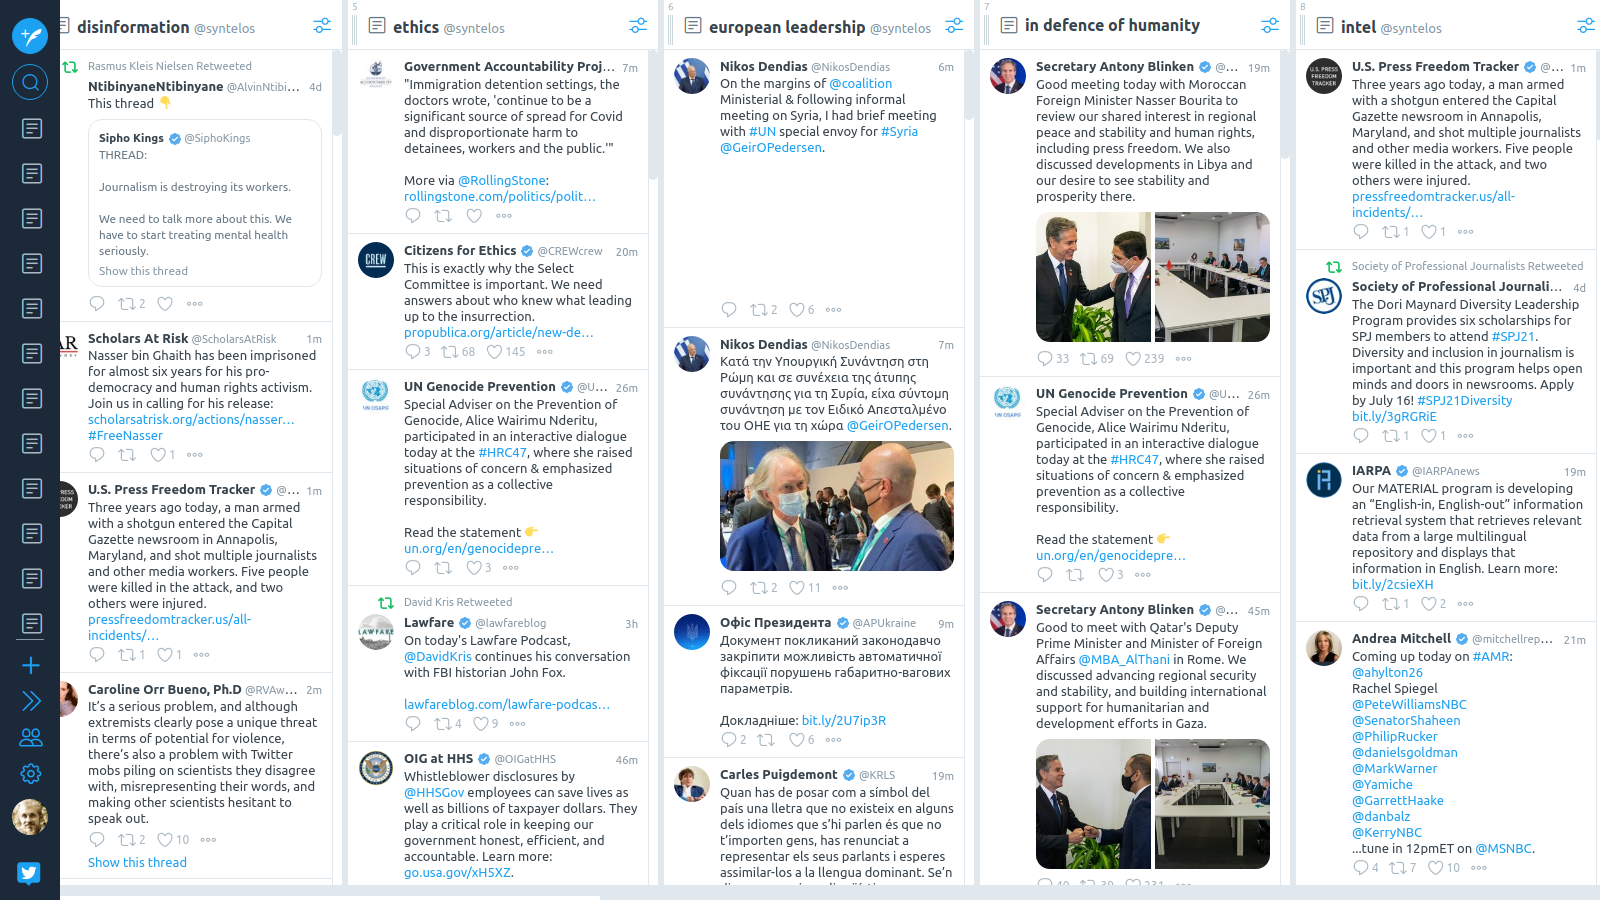 disinformation @syntelos
Rasmus Kleis Nielsen Retweeted
NtibinyaneNtibinyane @AlvinNtibi... 4d
This thread 👇
Sipho Kings @SiphoKings
THREAD:
Journalism is destroying its workers.
We need to talk more about this. We
have to start treating mental health
seriously.
Show this thread
2
Scholars At Risk @ScholarsAtRisk 1m
Nasser bin Ghaith has been imprisoned
for almost six years for his pro-
democracy and human rights activism.
Join us in calling for his release:
scholarsatrisk.org/actions/nasser…
#FreeNasser
1
U.S. Press Freedom Tracker @... 1m
Three years ago today, a man armed
with a shotgun entered the Capital
Gazette newsroom in Annapolis,
Maryland, and shot multiple journalists
and other media workers. Five people
were killed in the attack, and two
others were injured.
pressfreedomtracker.us/all-
incidents/…
1 1
Caroline Orr Bueno, Ph.D @RVAw... 2m
It's a serious problem, and although
extremists clearly pose a unique threat
in terms of potential for violence,
there's also a problem with Twitter
mobs piling on scientists they disagree
with, misrepresenting their words, and
making other scientists hesitant to
speak out.
2 10
Show this thread
5
ethics @syntelos
Government Accountability Proj... 7m
"Immigration detention settings, the
doctors wrote, 'continue to be a
significant source of spread for Covid
and disproportionate harm to
detainees, workers and the public.'"
More via @RollingStone:
rollingstone.com/politics/polit…
Citizens for Ethics @CREWcrew 20m
CREW
This is exactly why the Select
Committee is important. We need
answers about who knew what leading
up to the insurrection.
propublica.org/article/new-de…
3 68 145
UN Genocide Prevention @U... 26m
UN OSAPG
Special Adviser on the Prevention of
Genocide, Alice Wairimu Nderitu,
participated in an interactive dialogue
today at the #HRC47, where she raised
situations of concern & emphasized
prevention as a collective
responsibility.
Read the statement 👉
un.org/en/genocidepre…
3
David Kris Retweeted
Lawfare @lawfareblog 3h
LAWFARE
On today's Lawfare Podcast,
@DavidKris continues his conversation
with FBI historian John Fox.
lawfareblog.com/lawfare-podcas…
4 9
OIG at HHS @OIGatHHS 46m
Whistleblower disclosures by
@HHSGov employees can save lives as
well as billions of taxpayer dollars. They
play a critical role in keeping our
government honest, efficient, and
accountable. Learn more:
go.usa.gov/xH5XZ.
6
european leadership @syntelos
Nikos Dendias @NikosDendias 6m
On the margins of @coalition
Ministerial & following informal
meeting on Syria, I had brief meeting
with #UN special envoy for #Syria
@GeirOPedersen.
2 6
Nikos Dendias @NikosDendias 7m
Κατά την Υπουργική Συνάντηση στη
Ρώμη και σε συνέχεια της άτυπης
συνάντησης για τη Συρία, είχα σύντομη
συνάντηση με τον Ειδικό Απεσταλμένο
του ΟΗΕ για τη χώρα @GeirOPedersen.
2 11
Офіс Президента @APUkraine 9m
Документ покликаний законодавчо
закріпити можливість автоматичної
фіксації порушень габаритно-вагових
параметрів.
Докладніше: bit.ly/2U7ip3R
2 6
Carles Puigdemont @KRLS 19m
Quan has de posar com a símbol del
país una lletra que no existeix en alguns
dels idiomes que s'hi parlen és que no
t'importen gens, has renunciat a
representar els seus parlants i esperes
assimilar-los a la llengua dominant. Se'n
7
in defence of humanity
Secretary Antony Blinken @... 19m
Good meeting today with Moroccan
Foreign Minister Nasser Bourita to
review our shared interest in regional
peace and stability and human rights,
including press freedom. We also
discussed developments in Libya and
our desire to see stability and
prosperity there.
33 69 239
UN Genocide Prevention @U... 26m
UN OSAPG
Special Adviser on the Prevention of
Genocide, Alice Wairimu Nderitu,
participated in an interactive dialogue
today at the #HRC47, where she raised
situations of concern & emphasized
prevention as a collective
responsibility.
Read the statement 👉
un.org/en/genocidepre…
3
Secretary Antony Blinken @... 45m
Good to meet with Qatar's Deputy
Prime Minister and Minister of Foreign
Affairs @MBA_AlThani in Rome. We
discussed advancing regional security
and stability, and building international
support for humanitarian and
development efforts in Gaza.
40 39 231
8
intel @syntelos
U.S. Press Freedom Tracker @... 1m
U.S. PRESS
FREEDOM
TRACKER
Three years ago today, a man armed
with a shotgun entered the Capital
Gazette newsroom in Annapolis,
Maryland, and shot multiple journalists
and other media workers. Five people
were killed in the attack, and two
others were injured.
pressfreedomtracker.us/all-
incidents/…
1 1
Society of Professional Journalists Retweeted
Society of Professional Journali... 4d
SPJ
The Dori Maynard Diversity Leadership
Program provides six scholarships for
SPJ members to attend #SPJ21.
Diversity and inclusion in journalism is
important and this program helps open
minds and doors in newsrooms. Apply
by July 16! #SPJ21Diversity
bit.ly/3gRGRiE
1 1
IARPA @IARPAnews 19m
Our MATERIAL program is developing
an “English-in, English-out” information
retrieval system that retrieves relevant
data from a large multilingual
repository and displays that
information in English. Learn more:
bit.ly/2csieXH
1 2
Andrea Mitchell @mitchellrep... 21m
Coming up today on #AMR:
@ahylton26
Rachel Spiegel
@PeteWilliamsNBC
@SenatorShaheen
@PhilipRucker
@danielsgoldman
@MarkWarner
@Yamiche
@GarrettHaake
@danbalz
@KerryNBC
...tune in 12pmET on @MSNBC.
4 7 10